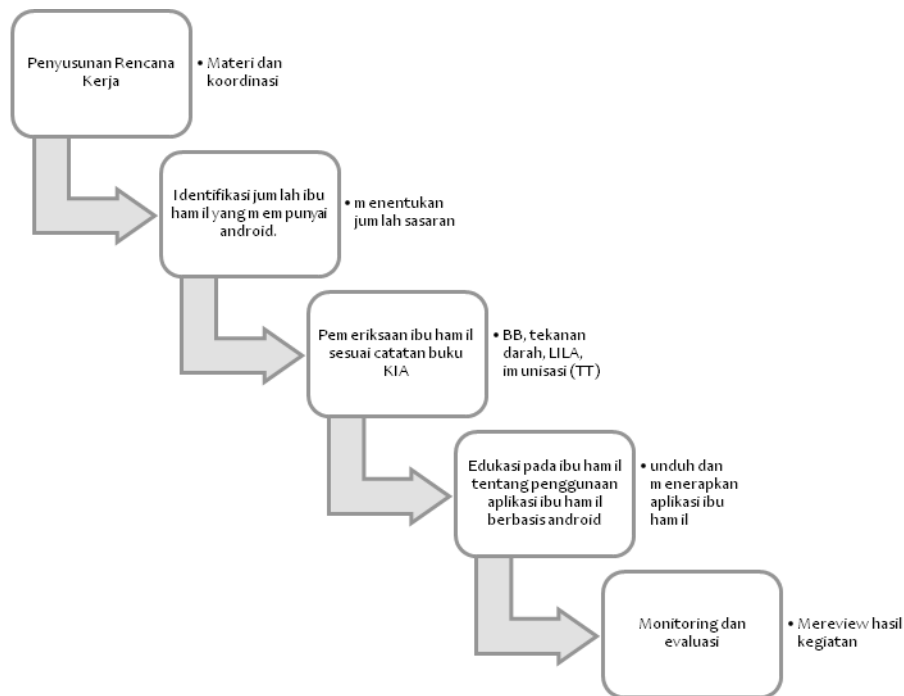 Penyusunan Rencana
Kerja
• Materi dan
koordinasi
Identifikasi jumlah ibu
hamil yang mempunyai
android.
• menentukan
jumlah sasaran
Pemeriksaan ibu hamil
sesuai catatan buku
KIA
• BB, tekanan
darah, LILA,
imunisasi (TT)
Edukasi pada ibu hamil
tentang penggunaan
aplikasi ibu hamil
berbasis android
• unduh dan
menerapkan
aplikasi ibu
hamil
Monitoring dan
evaluasi
• Mereview hasil
kegiatan